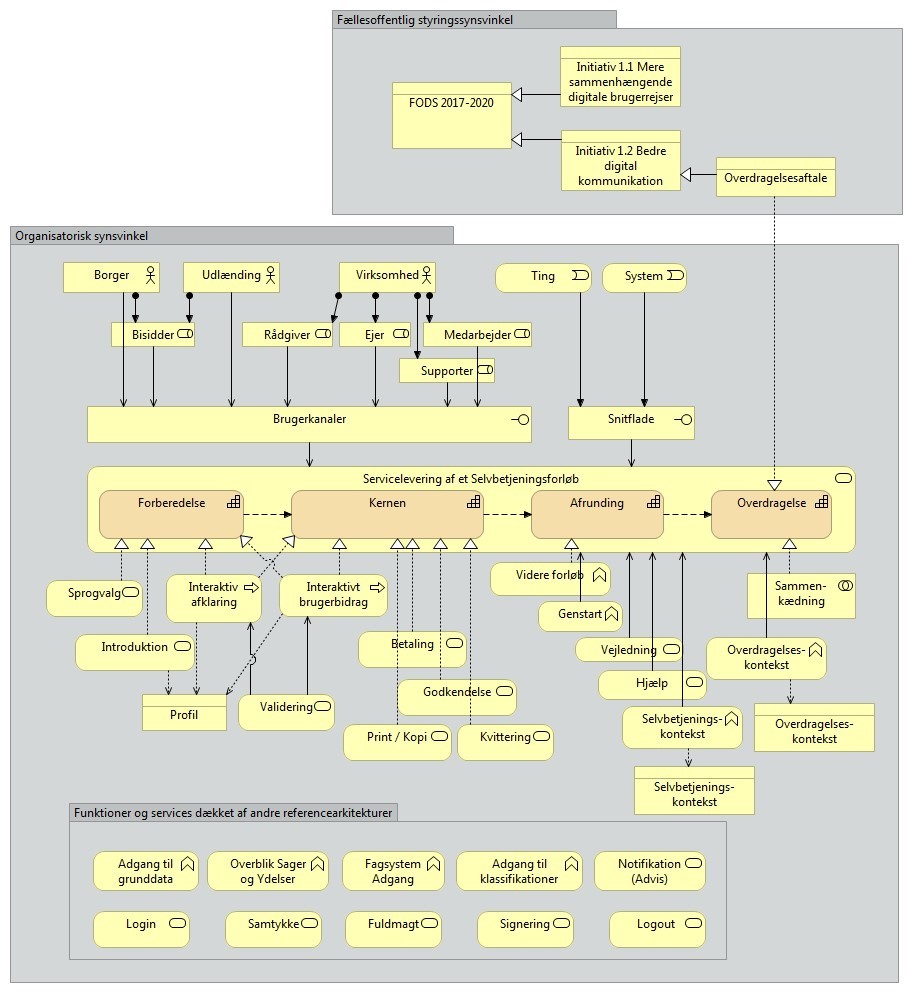 Fællesoffentlig styringssynsvinkel
FODS 2017-2020
Initiativ 1.1 Mere
sammenhængende
digitale brugerrejser
Initiativ 1.2 Bedre
digital
kommunikation
Overdragelsesaftale
Organisatorisk synsvinkel
Borger
Udlænding
Virksomhed
Ting
System
Bisidder
Rådgiver
Ejer
Medarbejder
Supporter
Brugerkanaler
Snitflade
Servicelevering af et Selvbetjeningsforløb
Forberedelse
Kernen
Afrunding
Overdragelse
Sprogvalg
Interaktiv
afklaring
Interaktivt
brugerbidrag
Videre forløb
Sammen-
kædning
Genstart
Introduktion
Betaling
Vejledning
Overdragelses-
kontekst
Hjælp
Godkendelse
Profil
Validering
Print / Kopi
Kvittering
Selvbetjenings-
kontekst
Overdragelses-
kontekst
Selvbetjenings-
kontekst
Funktioner og services dækket af andre referencearkitekturer
Adgang til
grunddata
Overblik Sager
og Ydelser
Fagsystem
Adgang
Adgang til
klassifikationer
Notifikation
(Advis)
Login
Samtykke
Fuldmagt
Signering
Logout